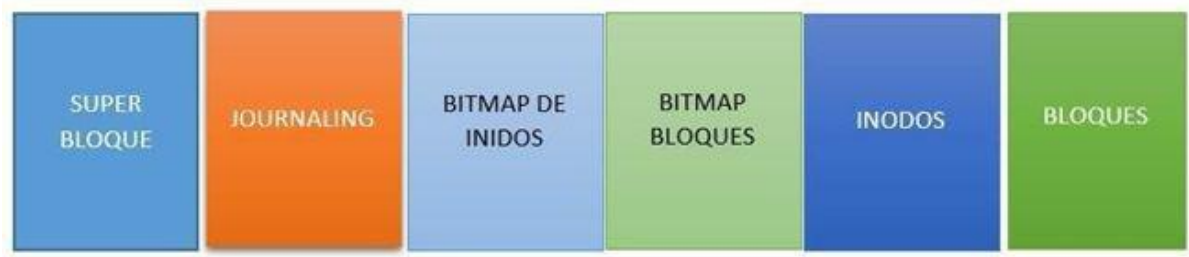 SUPER
BLOQUE
JOURNALING
BITMAP DE
INIDOS
BITMAP
BLOQUES
INODOS
BLOQUES